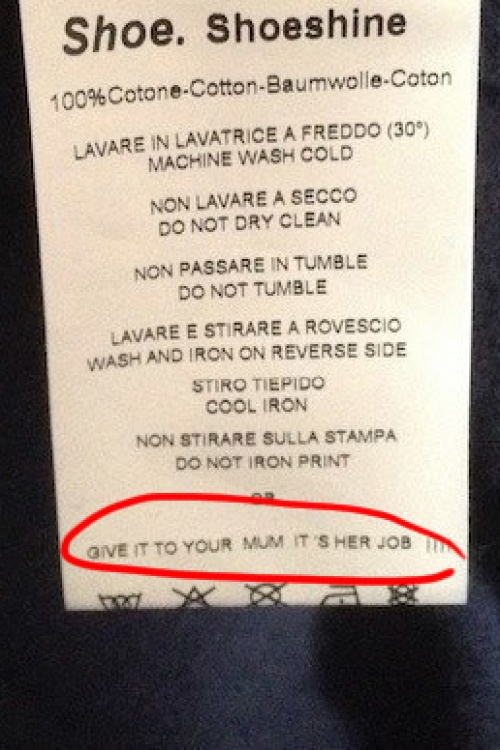 Shoe. Shoeshine
100%Cotone-Cotton-Baumwolle-Coton
LAVARE IN LAVATRICE A FREDDO (30°)
MACHINE WASH COLD
NON LAVARE A SECCO
DO NOT DRY CLEAN
NON PASSARE IN TUMBLE
DO NOT TUMBLE
LAVARE E STIRARE A ROVESCIO
WASH AND IRON ON REVERSE SIDE
STIRO TIEPIDO
COOL IRON
NON STIRARE SULLA STAMPA
DO NOT IRON PRINT
OR
GIVE IT TO YOUR MUM IT 'S HER JOB !!!!